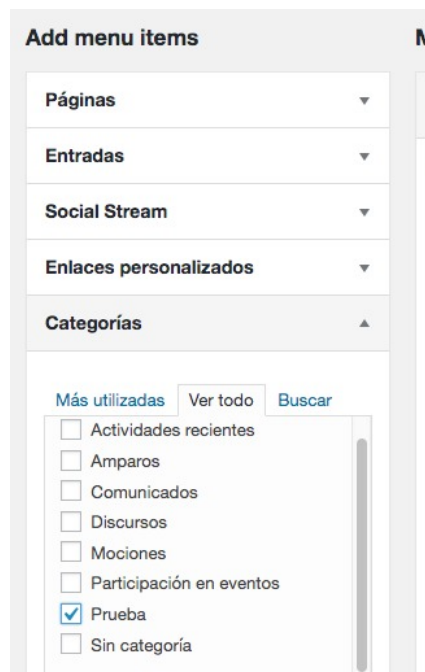 Add menu items
Páginas
Entradas
Social Stream
Enlaces personalizados
Categorías
Más utilizadas Ver todo Buscar
Actividades recientes
Amparos
Comunicados
Discursos
Mociones
Participación en eventos
Prueba
Sin categoría